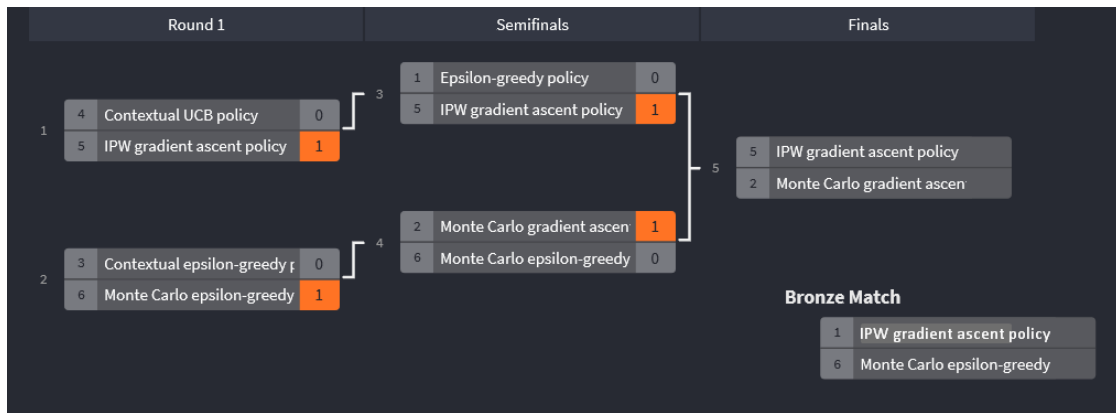 Round 1
Semifinals
Finals
1
4 Contextual UCB policy 0
5 IPW gradient ascent policy 1
2
3 Contextual epsilon-greedy p 0
6 Monte Carlo epsilon-greedy 1
3
1 Epsilon-greedy policy 0
5 IPW gradient ascent policy 1
4
2 Monte Carlo gradient ascen 1
6 Monte Carlo epsilon-greedy 0
5
5 IPW gradient ascent policy
2 Monte Carlo gradient ascen
Bronze Match
1 IPW gradient ascent policy
6 Monte Carlo epsilon-greedy